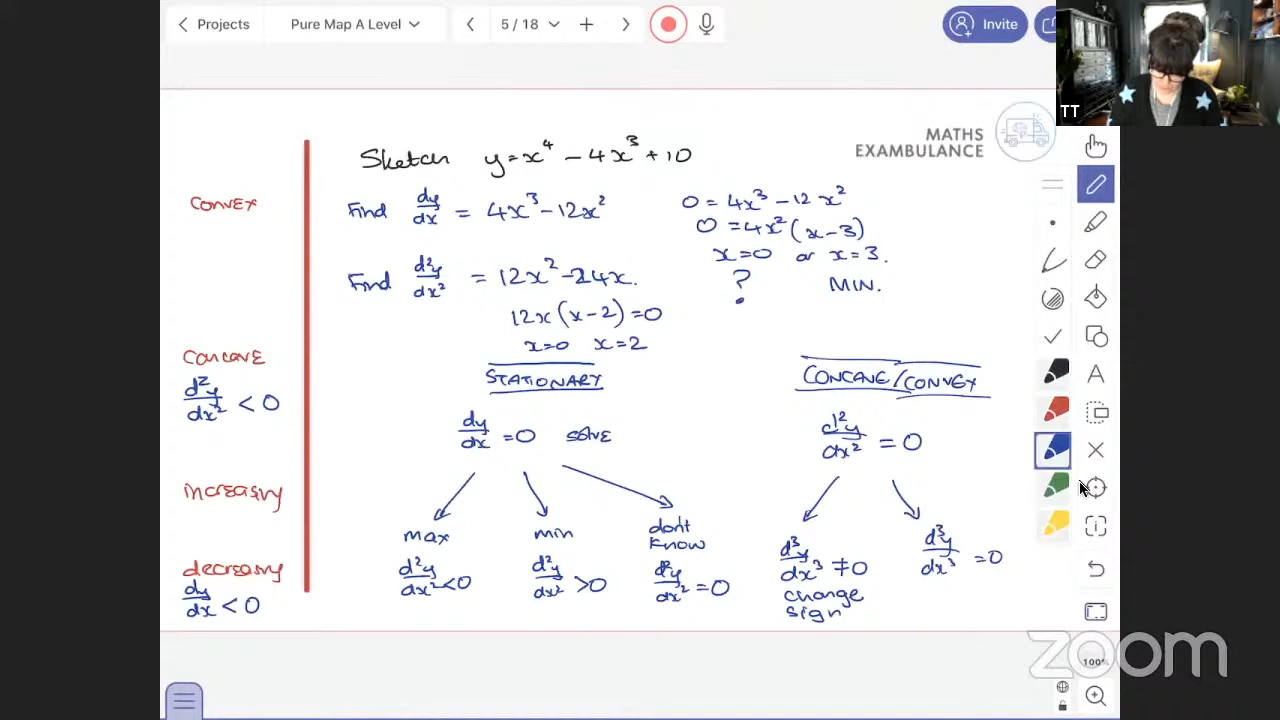 Projects
Pure Map A Level
5 / 18
Invite
TT
MATHS
EXAMBULANCE
Sketch y=x⁴ − 4x³ + 10
CONVEX
Find dy/dx = 4x³ − 12x²
0 = 4x³ − 12x²
0 = 4x² (x − 3)
x=0 or x=3.
? MIN.
Find d²y/dx² = 12x² − 24x.
12x (x − 2) = 0
x=0 x=2
CONCAVE
d²y/dx² < 0
STATIONARY
CONCAVE/CONVEX
dy/dx = 0 solve
d²y/dx² = 0
increasing
max
min
don't
know
d²y/dx² < 0
d²y/dx² > 0
d²y/dx² = 0
d³y/dx³ ≠ 0
change
sign
d³y/dx³ = 0
decreasing
dy/dx < 0
A
100%
zoom